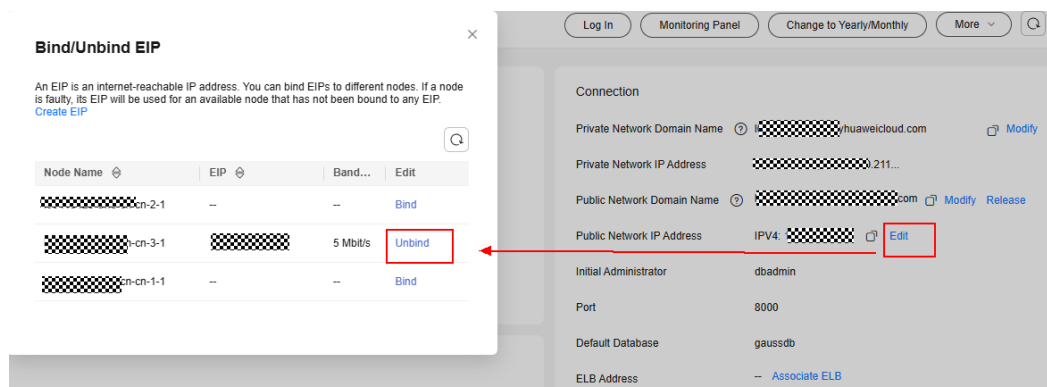 Bind/Unbind EIP
An EIP is an internet-reachable IP address. You can bind EIPs to different nodes. If a node
is faulty, its EIP will be used for an available node that has not been bound to any EIP.
Create EIP
Node Name EIP Band... Edit
cn-2-1 -- -- Bind
-cn-3-1 5 Mbit/s Unbind
cn-cn-1-1 -- -- Bind
Log In Monitoring Panel Change to Yearly/Monthly More
Connection
Private Network Domain Name yhuaweicloud.com Modify
Private Network IP Address .211...
Public Network Domain Name com Modify Release
Public Network IP Address IPV4: Edit
Initial Administrator dbadmin
Port 8000
Default Database gaussdb
ELB Address -- Associate ELB